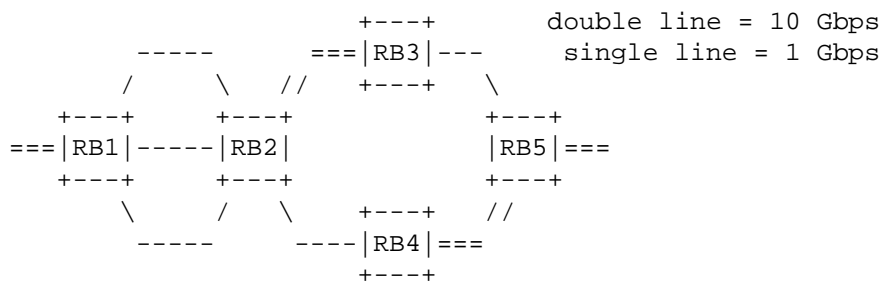 double line = 10 Gbps
RB3 single line = 1 Gbps
RB1 RB2 RB5
RB4